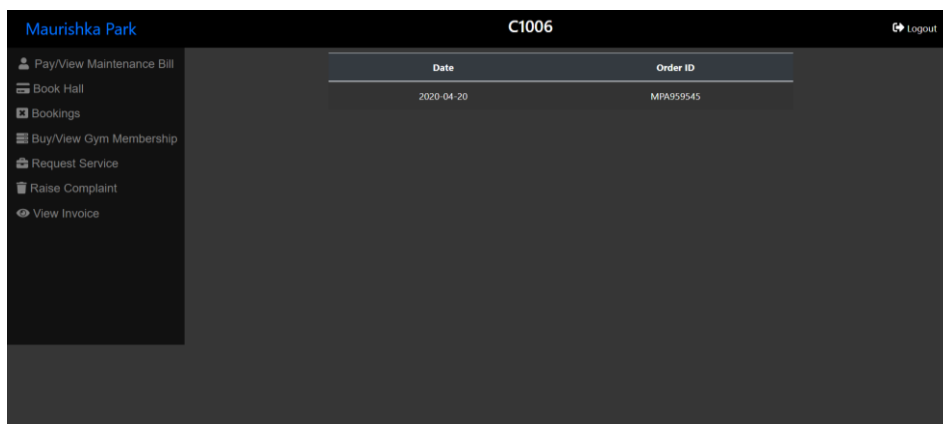 Maurishka Park
C1006
Logout
Pay/View Maintenance Bill
Book Hall
Bookings
Buy/View Gym Membership
Request Service
Raise Complaint
View Invoice
Date Order ID
2020-04-20 MPA959545